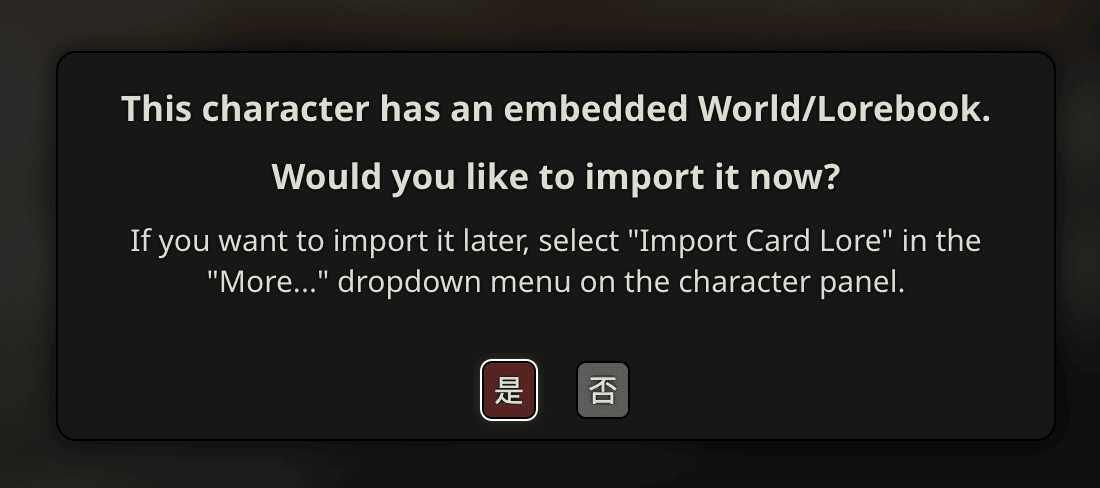 This character has an embedded World/Lorebook.
Would you like to import it now?
If you want to import it later, select "Import Card Lore" in the
"More..." dropdown menu on the character panel.
是 否